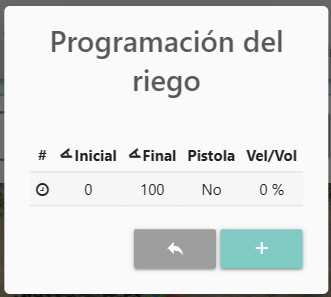 Programación del
riego
# Inicial Final Pistola Vel/Vol
0 100 No 0 %